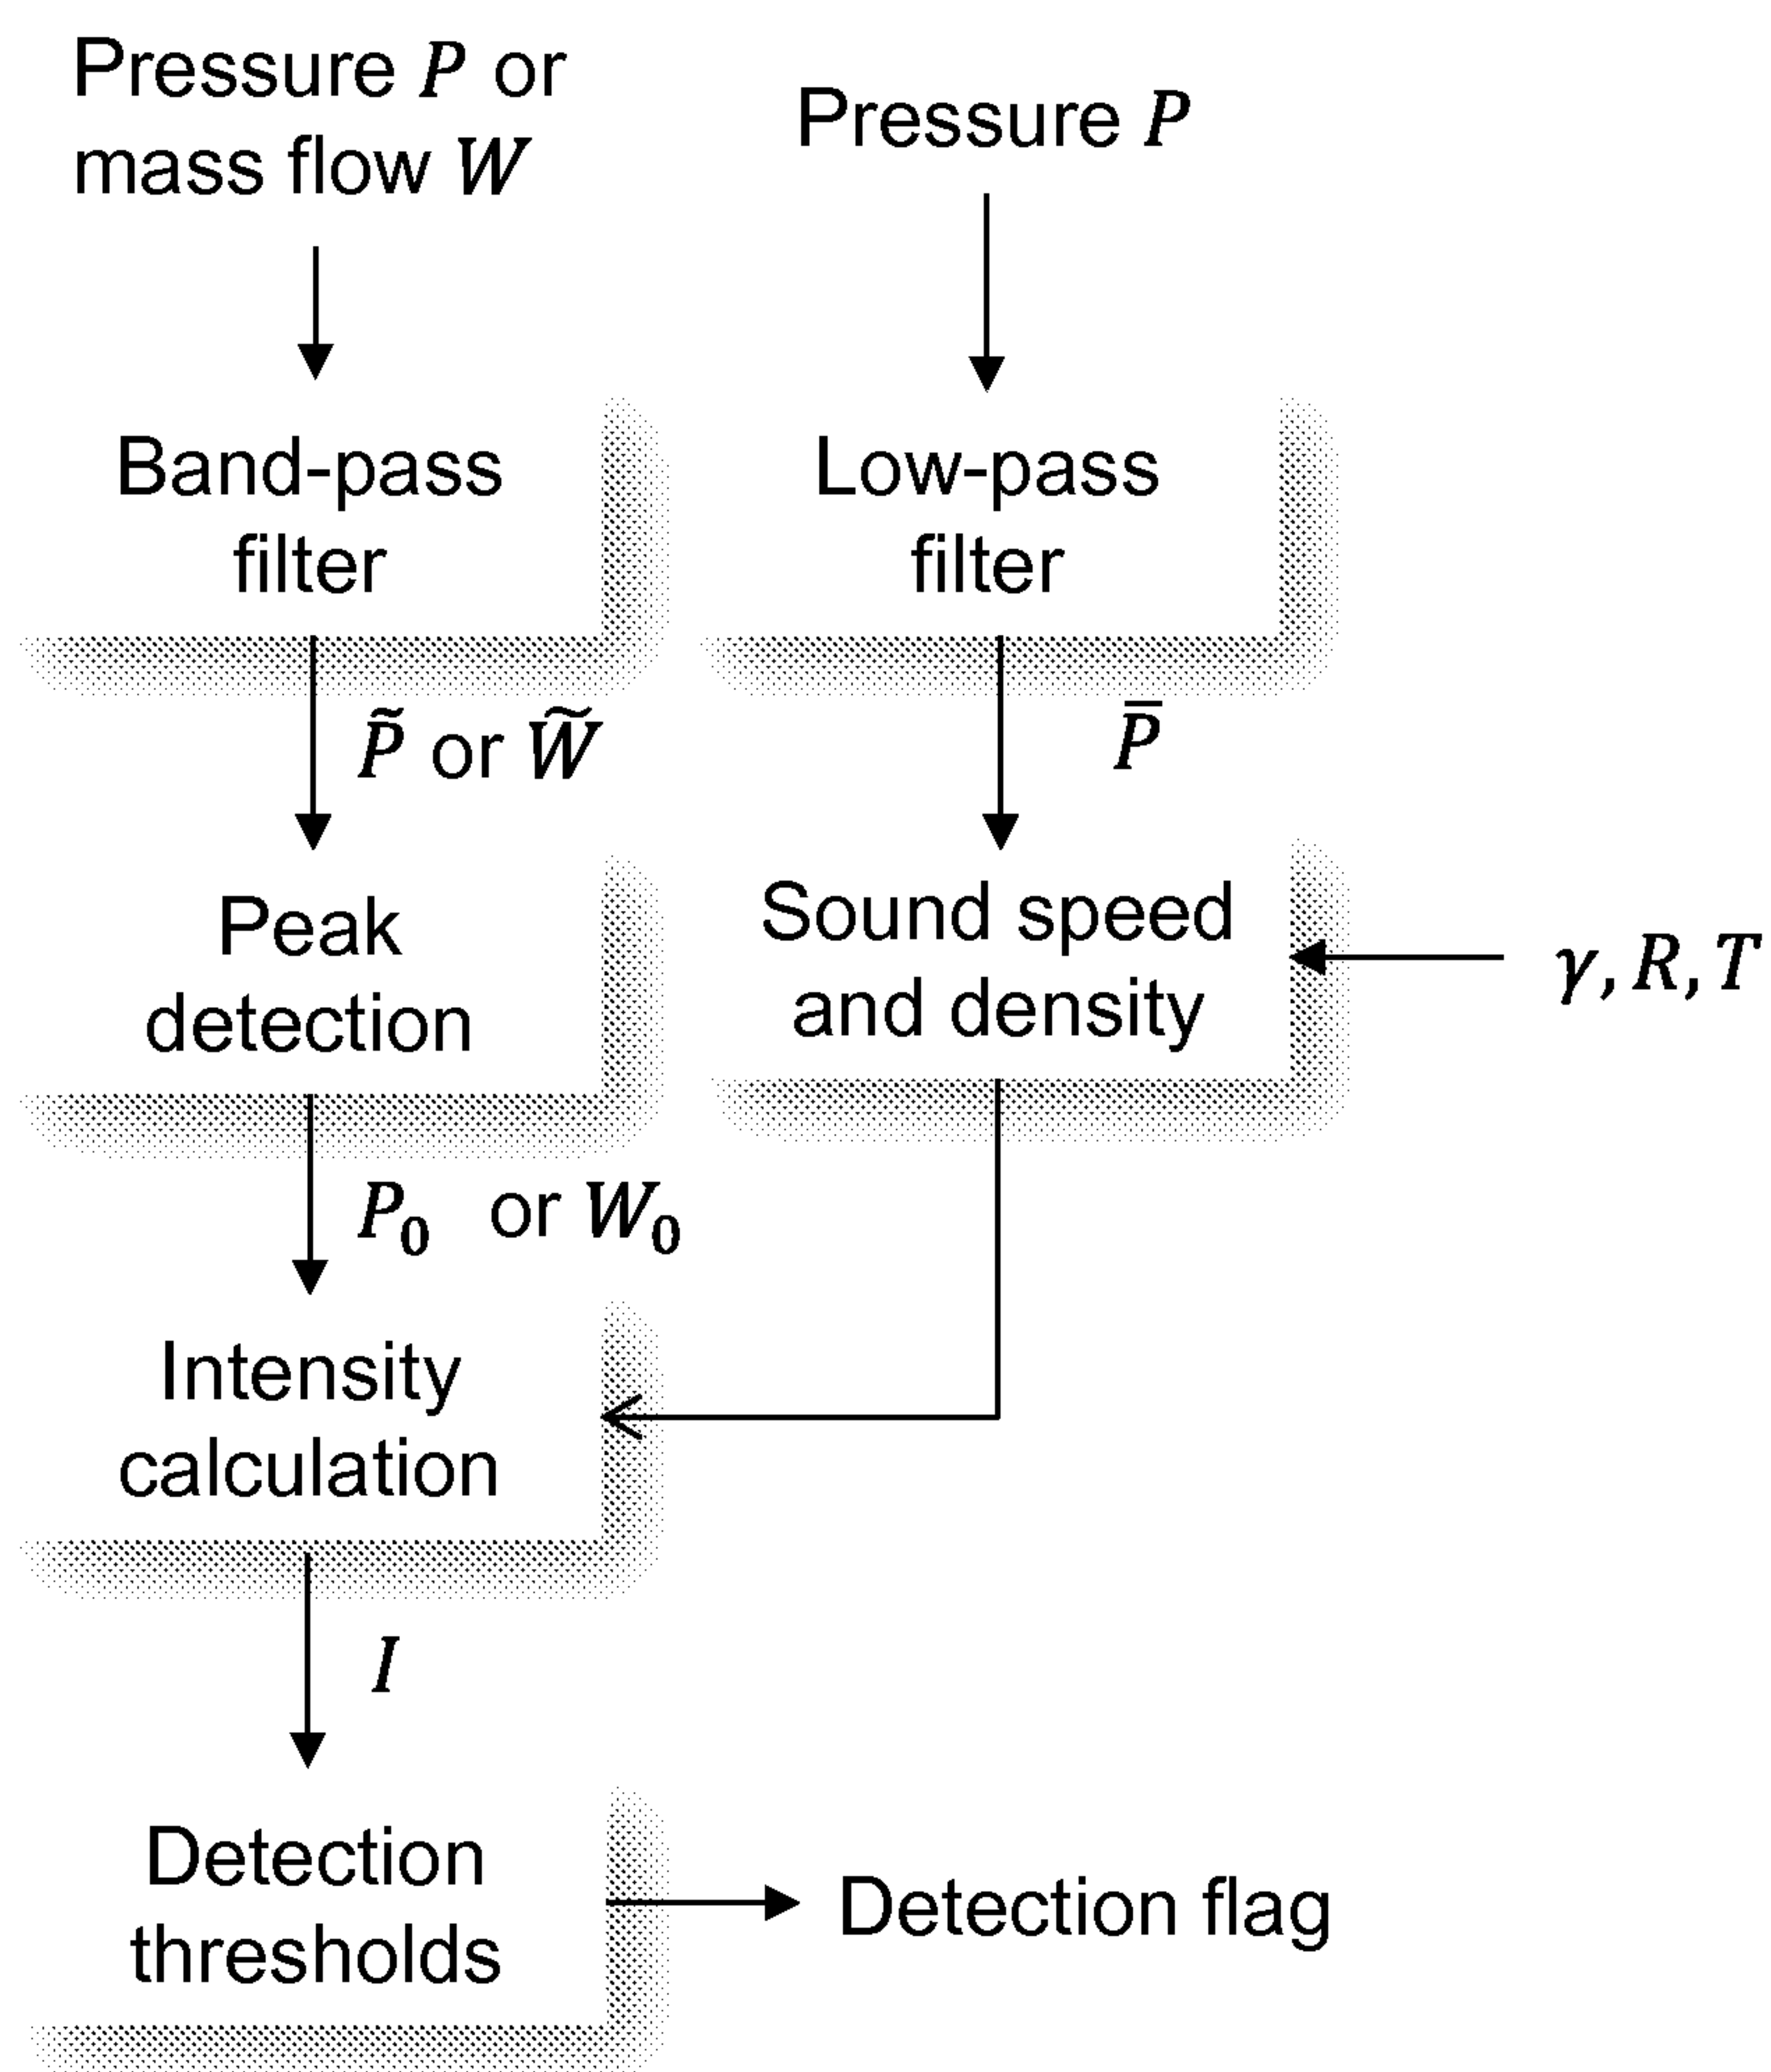 Pressure P or
mass flow W
Pressure P
Band-pass
filter
Low-pass
filter
P̃ or W̃
P̅
Peak
detection
Sound speed
and density
γ, R, T
P₀ or W₀
Intensity
calculation
I
Detection
thresholds
Detection flag